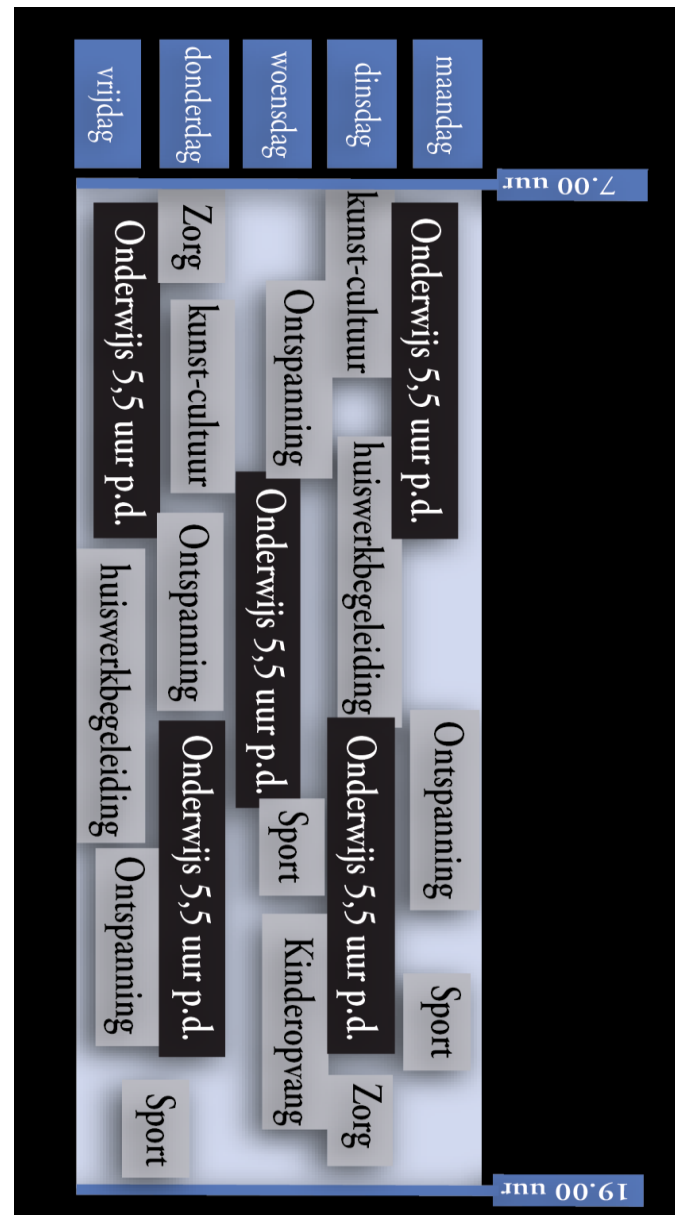 7.00 uur
19.00 uur
maandag
Onderwijs 5,5 uur p.d.
Ontspanning
Sport
dinsdag
kunst-cultuur
huiswerkbegeleiding
Onderwijs 5,5 uur p.d.
Zorg
woensdag
Ontspanning
Onderwijs 5,5 uur p.d.
Sport
Kinderopvang
donderdag
Zorg
kunst-cultuur
Ontspanning
Onderwijs 5,5 uur p.d.
vrijdag
Onderwijs 5,5 uur p.d.
huiswerkbegeleiding
Ontspanning
Sport